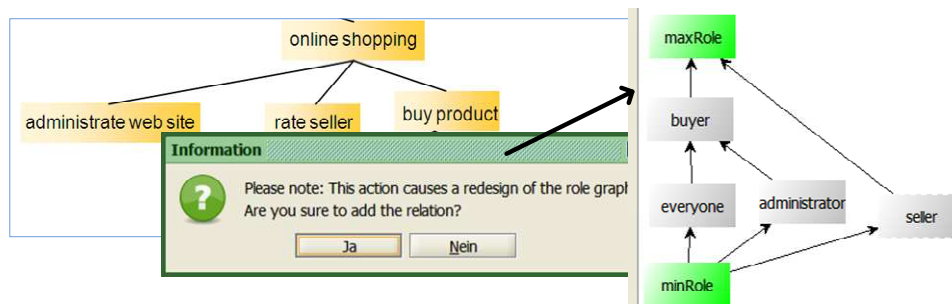 online shopping
administrate web site
rate seller
buy product
Information
Please note: This action causes a redesign of the role graph
Are you sure to add the relation?
Ja
Nein
maxRole
buyer
everyone
administrator
seller
minRole